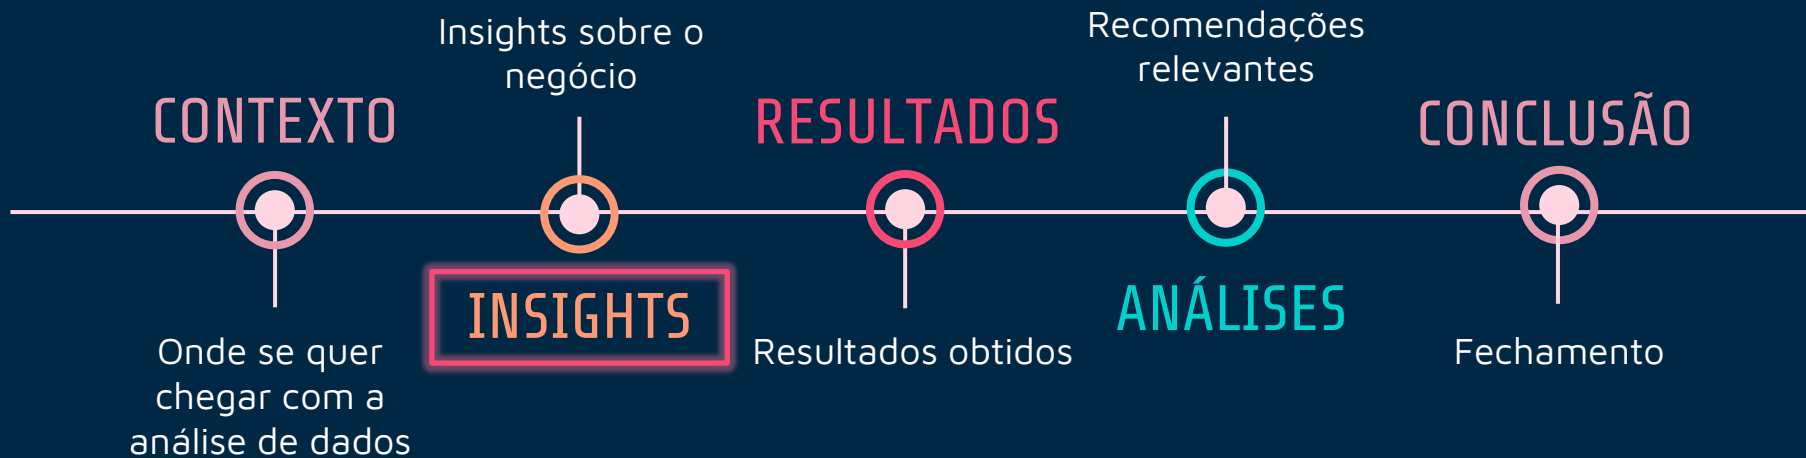 CONTEXTO
Onde se quer
chegar com a
análise de dados
Insights sobre o
negócio
INSIGHTS
RESULTADOS
Resultados obtidos
Recomendações
relevantes
ANÁLISES
CONCLUSÃO
Fechamento